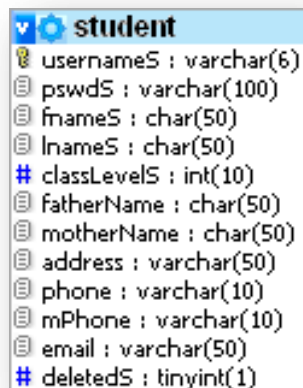 student
usernameS : varchar(6)
pswdS : varchar(100)
fnameS : char(50)
lnameS : char(50)
# classLevelS : int(10)
fatherName : char(50)
motherName : char(50)
address : varchar(50)
phone : varchar(10)
mPhone : varchar(10)
email : varchar(50)
# deletedS : tinyint(1)